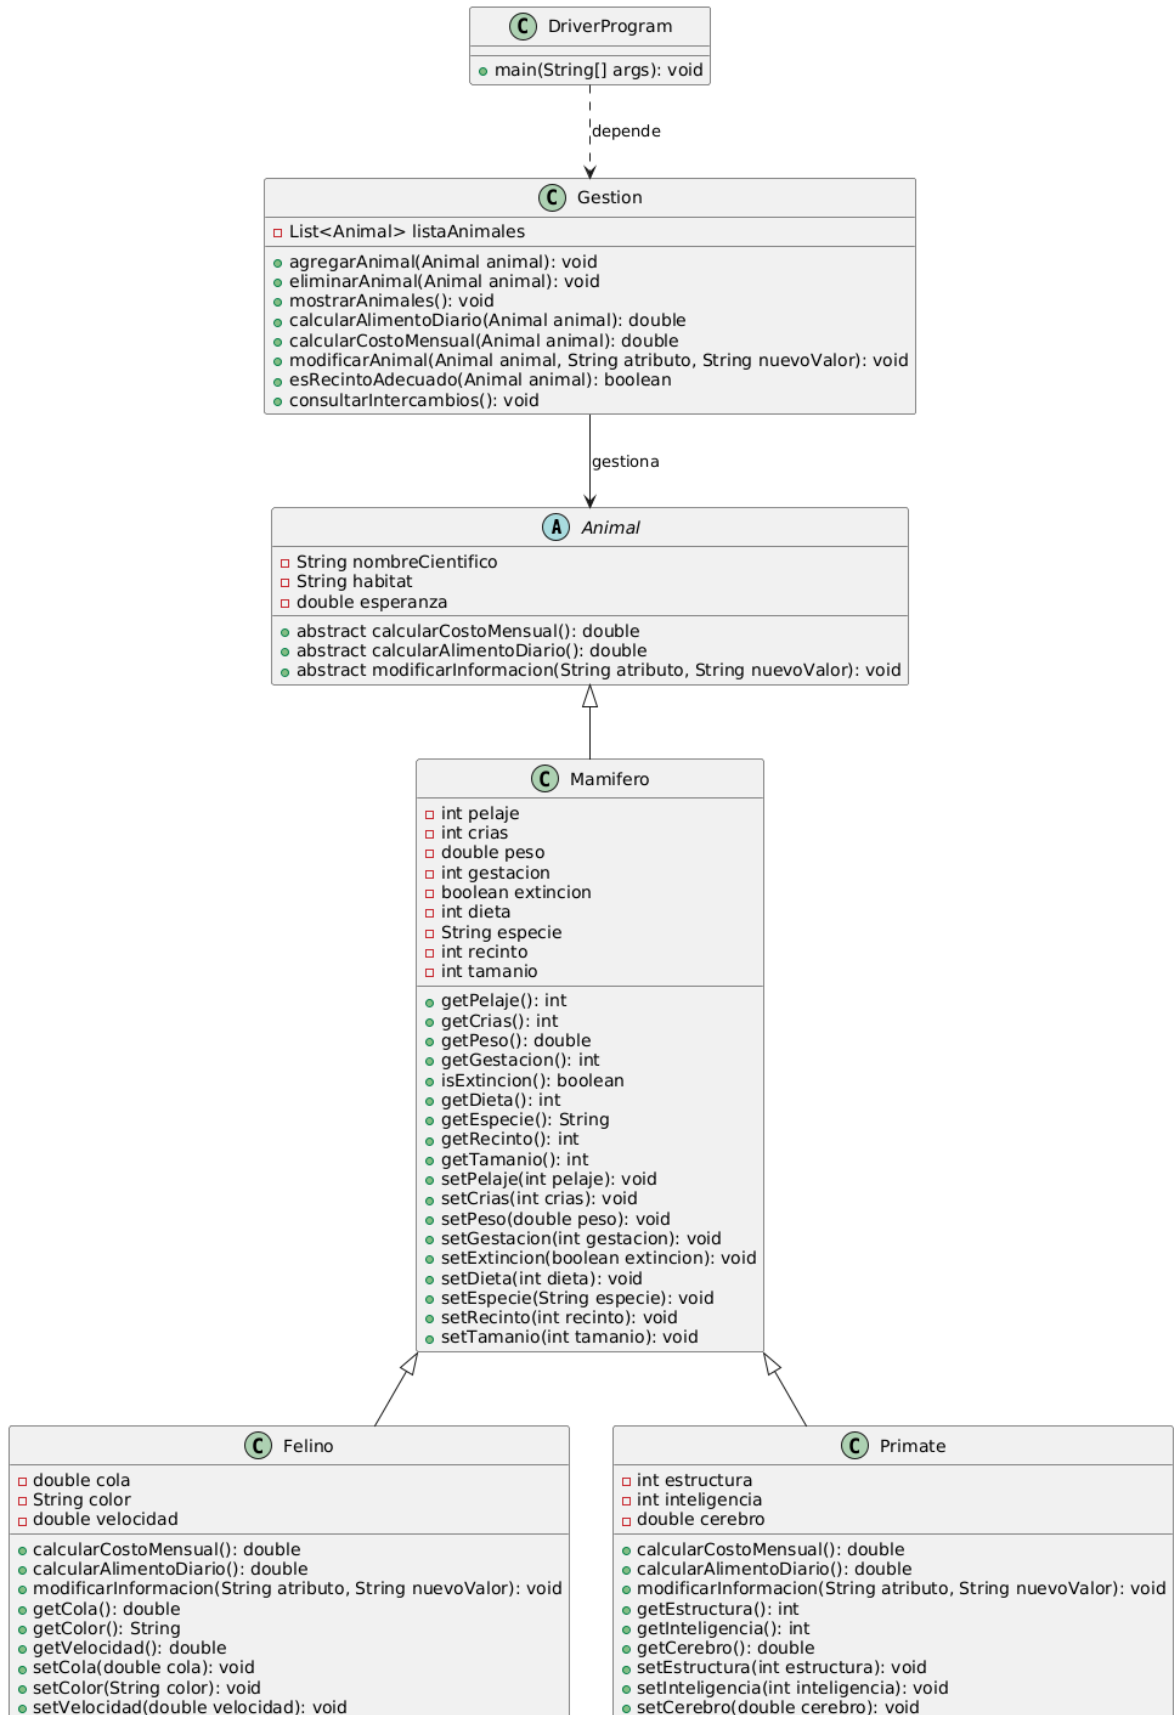 C DriverProgram
main(String[] args): void
depende
C Gestion
List<Animal> listaAnimales
agregarAnimal(Animal animal): void
eliminarAnimal(Animal animal): void
mostrarAnimales(): void
calcularAlimentoDiario(Animal animal): double
calcularCostoMensual(Animal animal): double
modificarAnimal(Animal animal, String atributo, String nuevoValor): void
esRecintoAdecuado(Animal animal): boolean
consultarIntercambios(): void
gestiona
A Animal
String nombreCientifico
String habitat
double esperanza
abstract calcularCostoMensual(): double
abstract calcularAlimentoDiario(): double
abstract modificarInformacion(String atributo, String nuevoValor): void
C Mamifero
int pelaje
int crias
double peso
int gestacion
boolean extincion
int dieta
String especie
int recinto
int tamanio
getPelaje(): int
getCrias(): int
getPeso(): double
getGestacion(): int
isExtincion(): boolean
getDieta(): int
getEspecie(): String
getRecinto(): int
getTamanio(): int
setPelaje(int pelaje): void
setCrias(int crias): void
setPeso(double peso): void
setGestacion(int gestacion): void
setExtincion(boolean extincion): void
setDieta(int dieta): void
setEspecie(String especie): void
setRecinto(int recinto): void
setTamanio(int tamanio): void
C Felino
double cola
String color
double velocidad
calcularCostoMensual(): double
calcularAlimentoDiario(): double
modificarInformacion(String atributo, String nuevoValor): void
getCola(): double
getColor(): String
getVelocidad(): double
setCola(double cola): void
setColor(String color): void
setVelocidad(double velocidad): void
C Primate
int estructura
int inteligencia
double cerebro
calcularCostoMensual(): double
calcularAlimentoDiario(): double
modificarInformacion(String atributo, String nuevoValor): void
getEstructura(): int
getInteligencia(): int
getCerebro(): double
setEstructura(int estructura): void
setInteligencia(int inteligencia): void
setCerebro(double cerebro): void